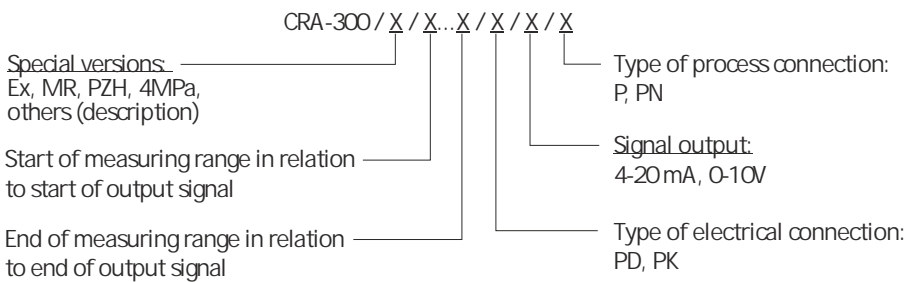 CRA-300 / X / X...X / X / X / X
Special versions:
Ex, MR, PZH, 4MPa,
others (description)
Start of measuring range in relation
to start of output signal
End of measuring range in relation
to end of output signal
Type of process connection:
P, PN
Signal output:
4-20 mA, 0-10V
Type of electrical connection:
PD, PK